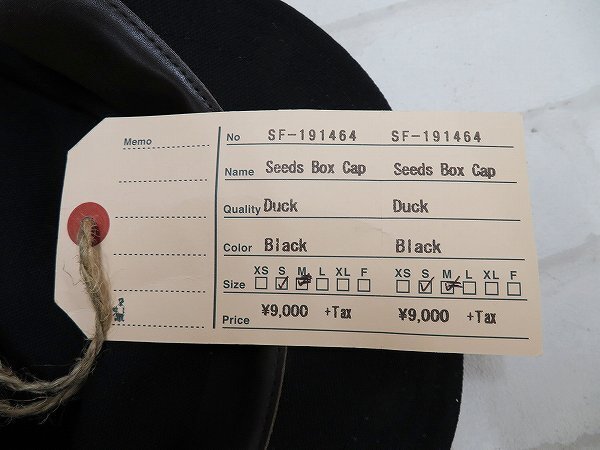 Memo
No SF-191464 SF-191464
Name Seeds Box Cap Seeds Box Cap
Quality Duck Duck
Color Black Black
XS S M L XL F XS S M L XL F
Size
Price ¥9,000 +Tax ¥9,000 +Tax